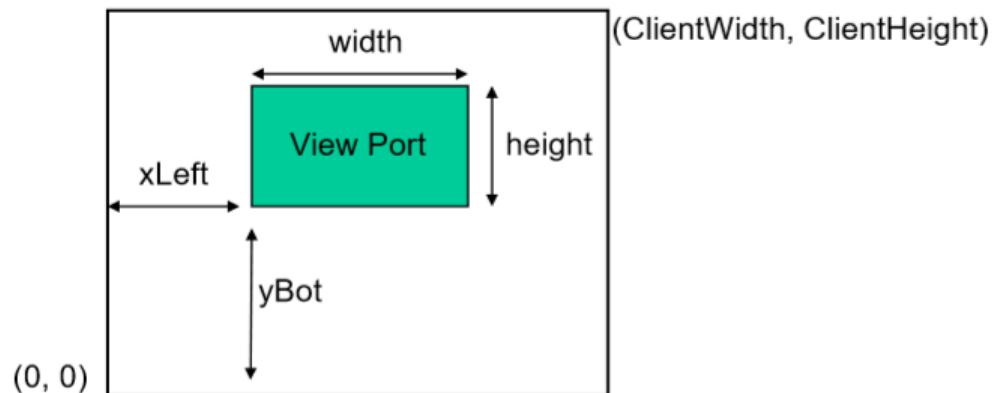 (ClientWidth, ClientHeight)
width
View Port
height
xLeft
yBot
(0, 0)